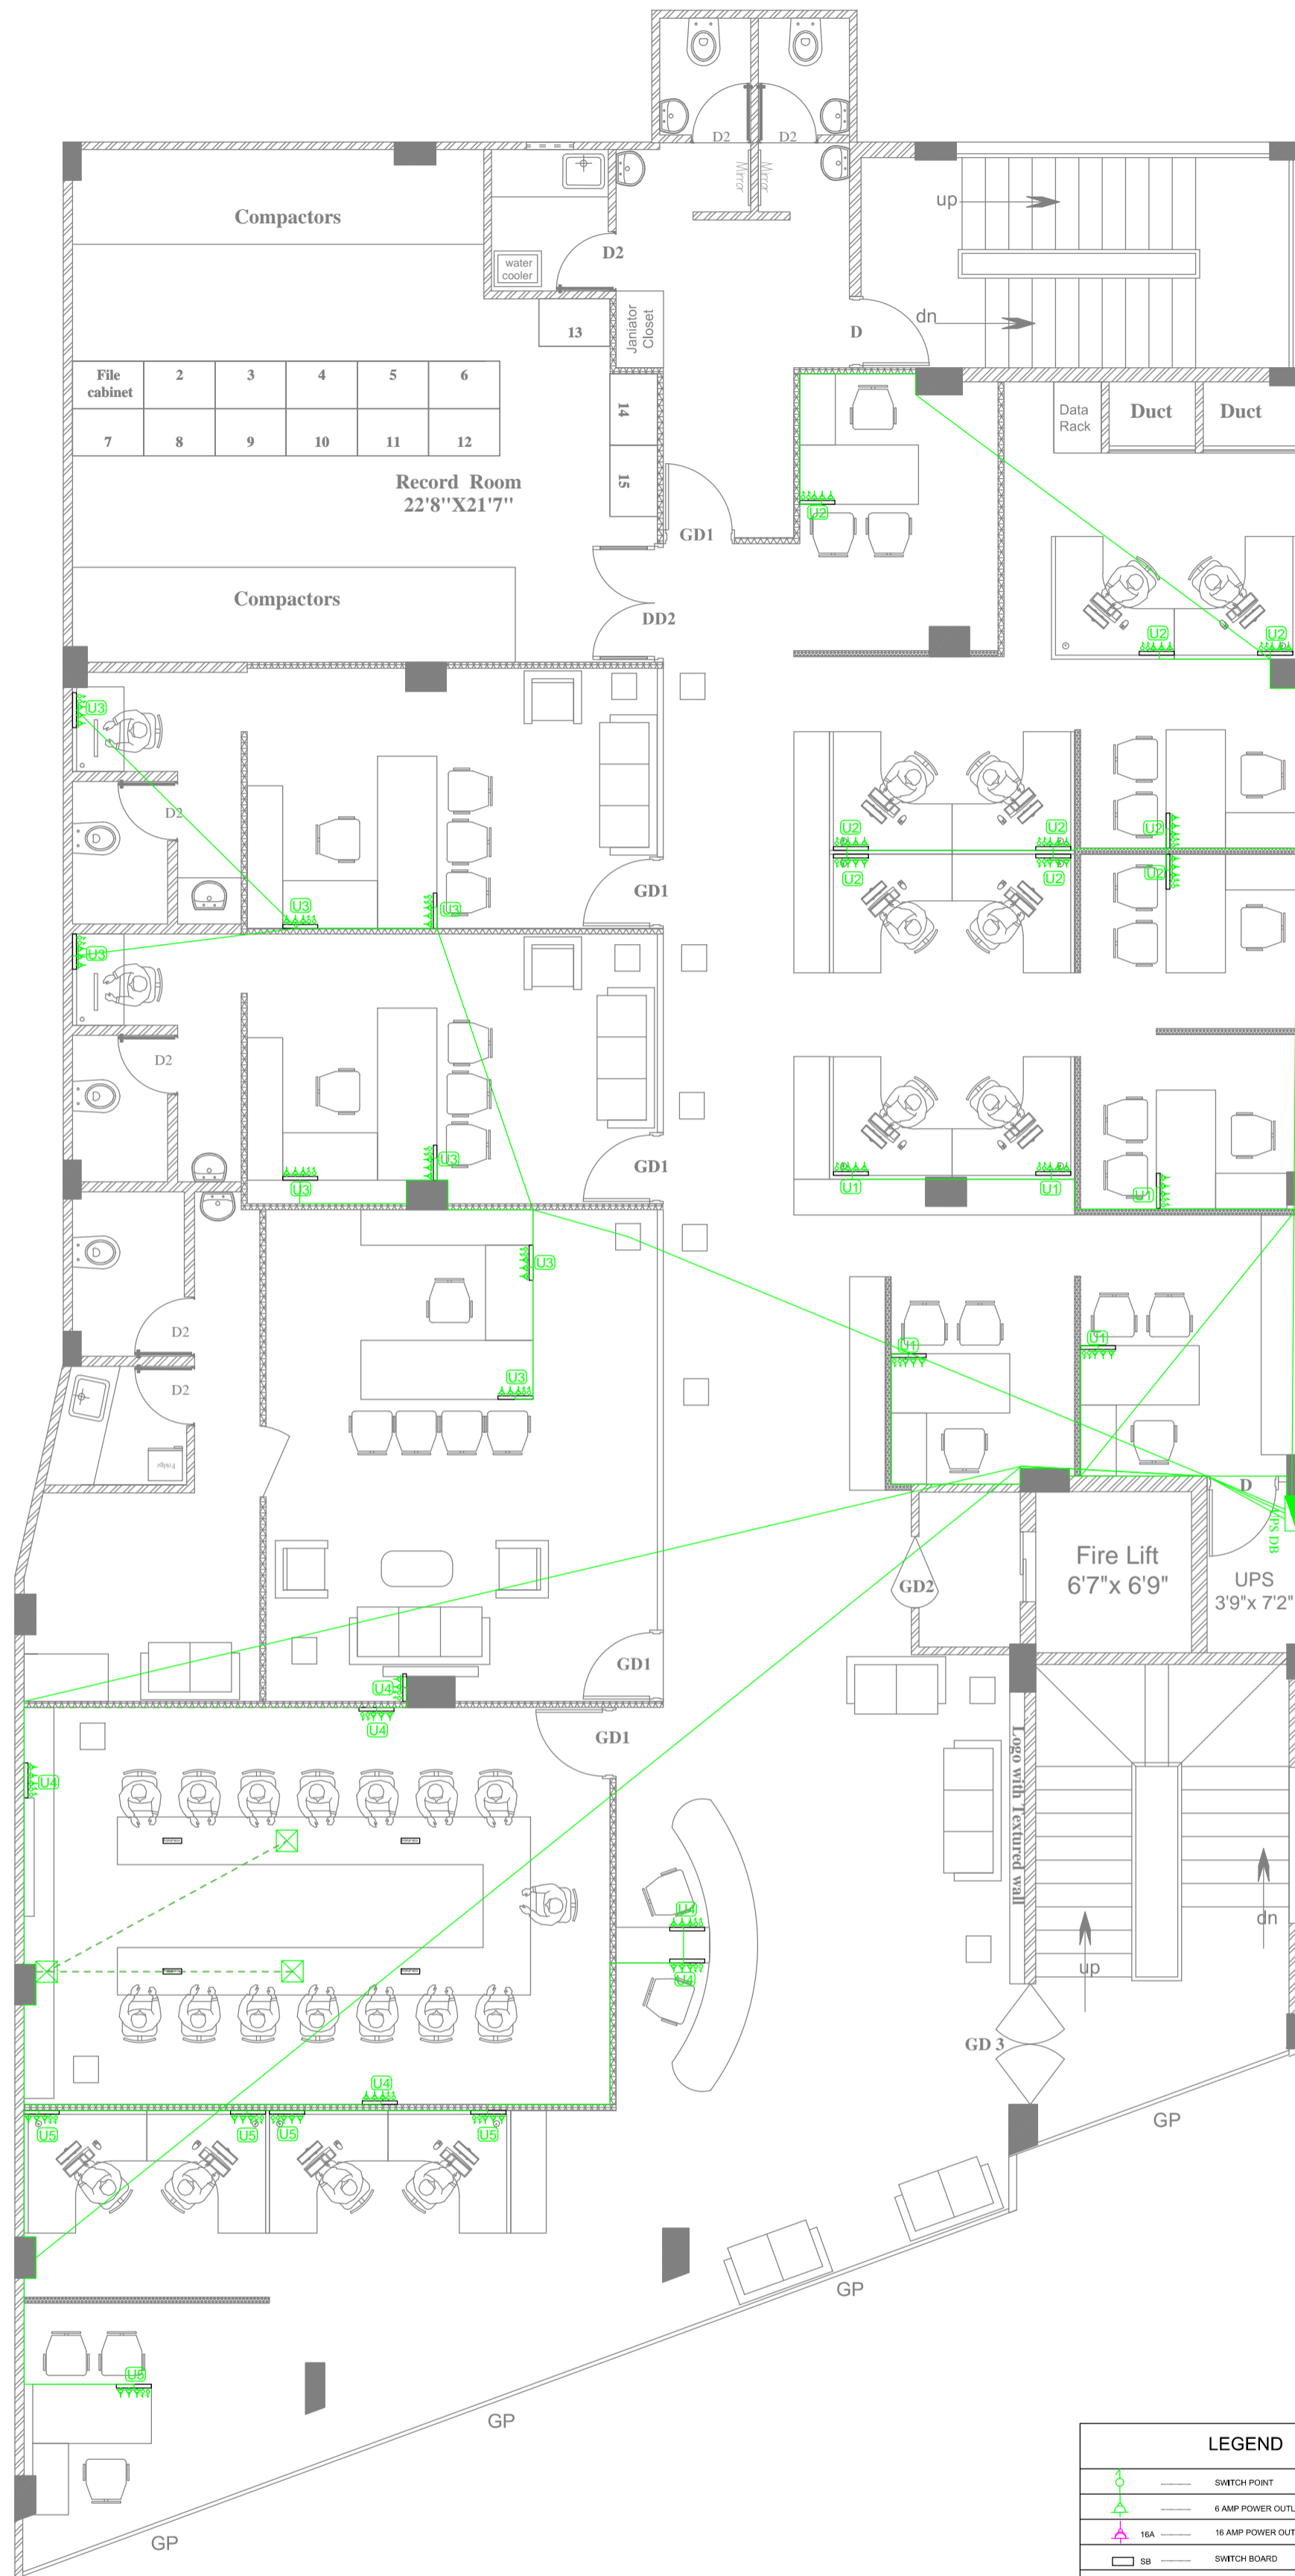 D2
D2
Mirror
Mirror
up
Compactors
D2
water
cooler
dn
D
13
Janiator
Closet
File
cabinet
2
3
4
5
6
7
8
9
10
11
12
14
15
Data
Rack
Duct
Duct
Record Room
22'8''X21'7''
U2
GD1
Compactors
DD2
U2
U2
U3
D2
U2
U2
U2
U2
U2
U2
GD1
U3
U3
U3
D2
GD1
U3
U3
U1
U1
U1
U3
D2
U1
U1
D2
U3
Fridge
D
UPS DB
Fire Lift
6'7"x 6'9"
UPS
3'9"x 7'2"
GD2
GD1
U4
U4
GD1
Logo with Textured wall
U4
U4
U4
dn
up
GD 3
U4
U5
U5
U5
U5
GP
GP
U5
GP
GP
LEGEND
SWITCH POINT
6 AMP POWER OUTL
16A
16 AMP POWER OUT
SB
SWITCH BOARD